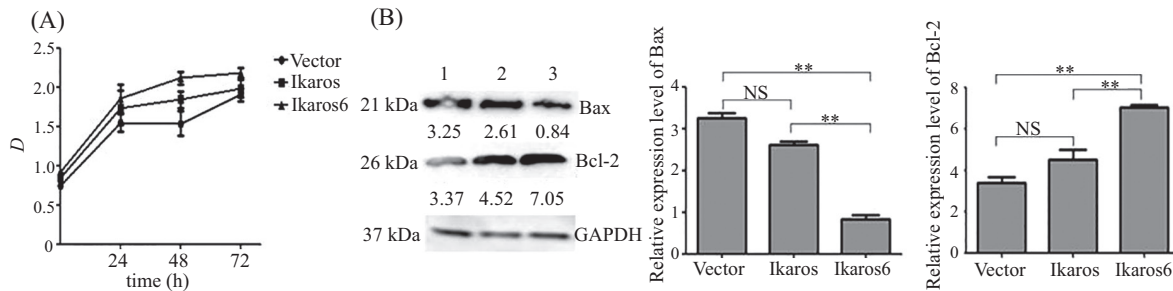 (A)
2.5
2.0
1.5
1.0
0.5
0
D
24 48 72
time (h)
Vector
Ikaros
Ikaros6
(B)
1 2 3
21 kDa Bax
3.25 2.61 0.84
26 kDa Bcl-2
3.37 4.52 7.05
37 kDa GAPDH
Relative expression level of Bax
4
3
2
1
0
**
NS
**
Vector Ikaros Ikaros6
Relative expression level of Bcl-2
8
6
4
2
0
**
**
NS
Vector Ikaros Ikaros6